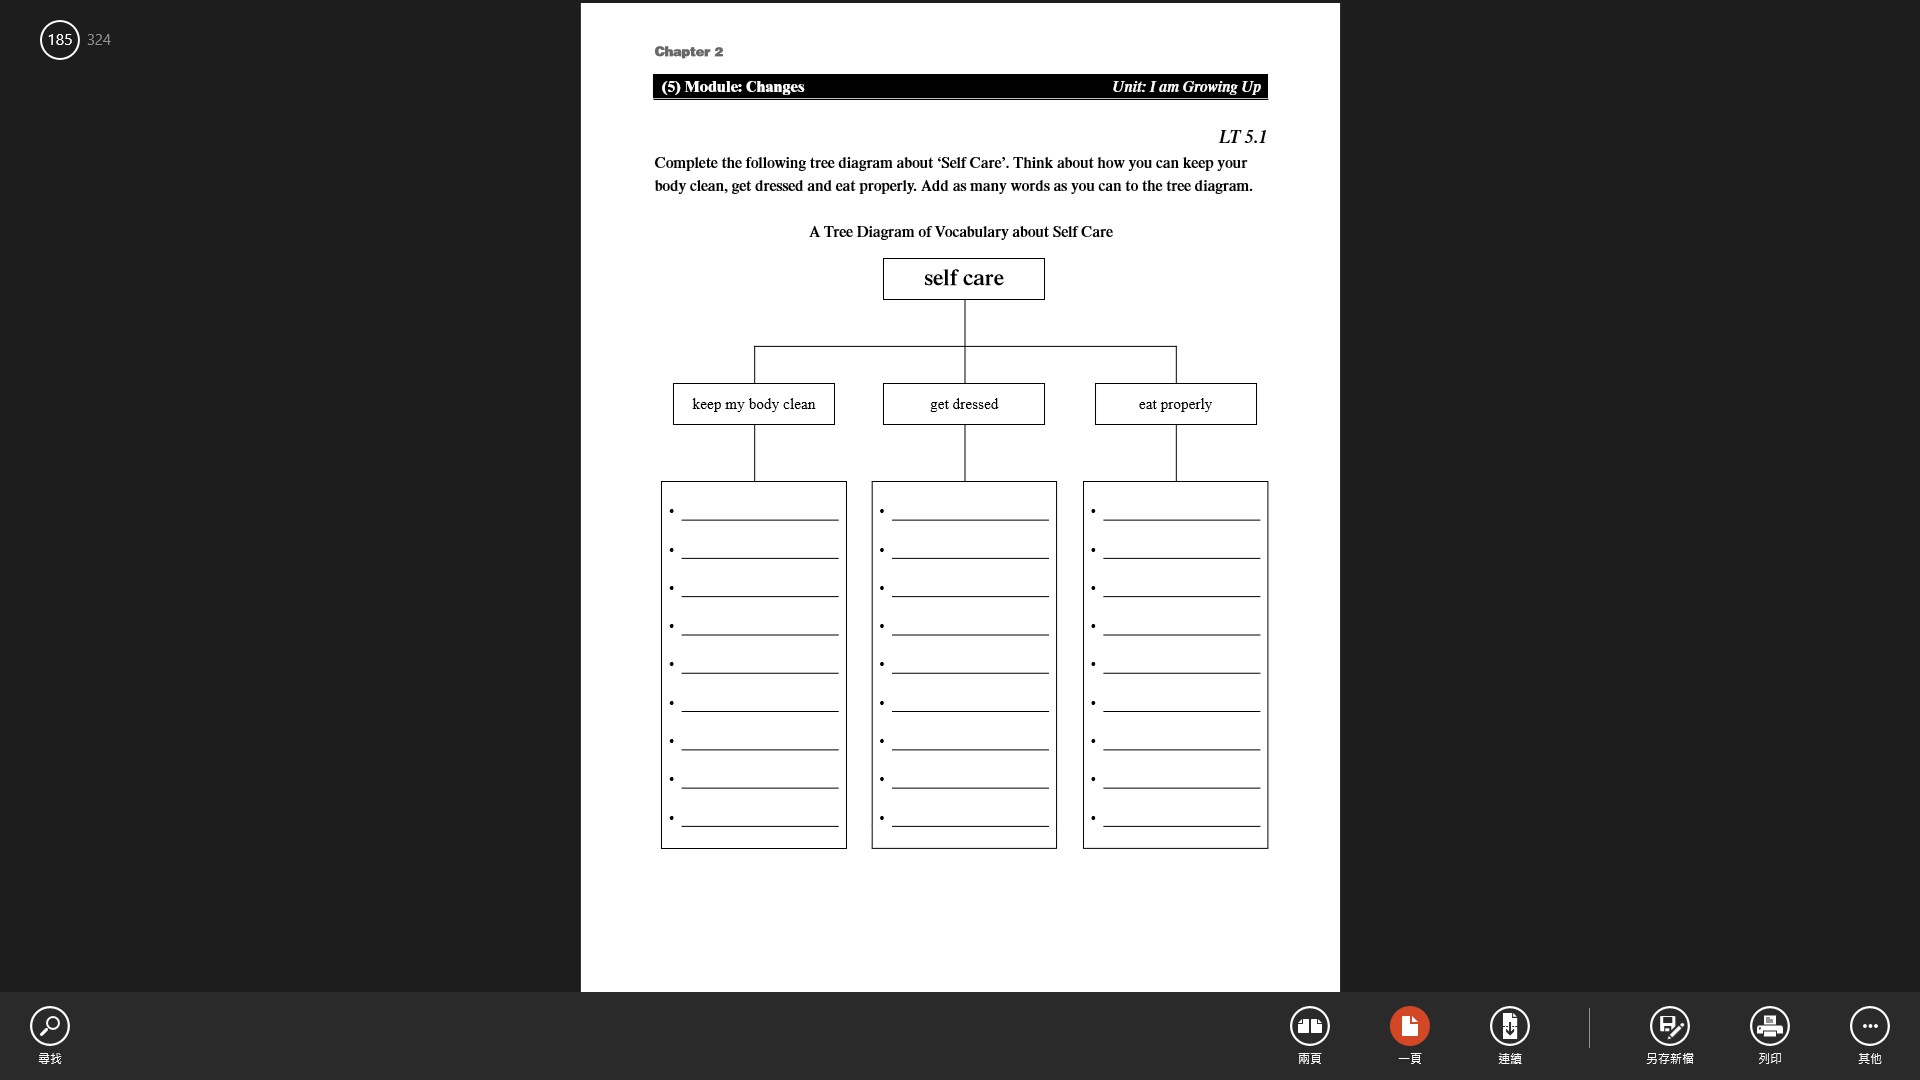 185 324
Chapter 2
(5) Module: Changes Unit: I am Growing Up
LT 5.1
Complete the following tree diagram about ‘Self Care’. Think about how you can keep your
body clean, get dressed and eat properly. Add as many words as you can to the tree diagram.
A Tree Diagram of Vocabulary about Self Care
self care
keep my body clean
get dressed
eat properly
尋找
兩頁
一頁
連續
另存新檔
列印
其他